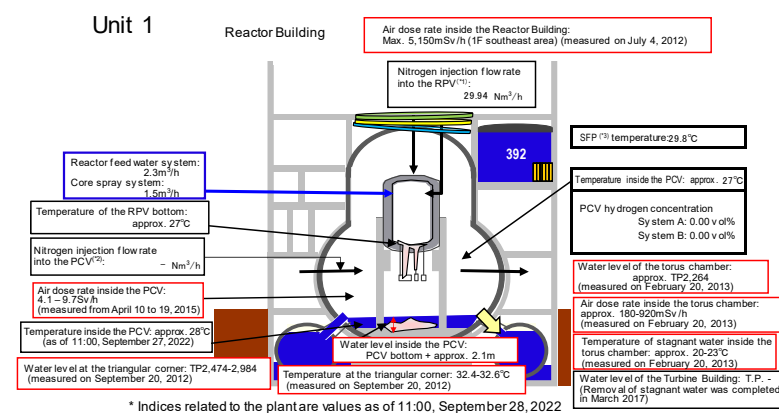 Unit 1
Reactor Building
Air dose rate inside the Reactor Building:
Max. 5,150mSv/h (1F southeast area) (measured on July 4, 2012)
Nitrogen injection flow rate
into the RPV(*1):
29.94 Nm3/h
SFP (*3) temperature:29.8℃
392
Reactor feed water system:
2.3m3/h
Core spray system:
1.5m3/h
Temperature inside the PCV: approx. 27℃
PCV hydrogen concentration
System A: 0.00 vol%
System B: 0.00 vol%
Temperature of the RPV bottom:
approx. 27℃
Nitrogen injection flow rate
into the PCV(*2): – Nm3/h
Water level of the torus chamber:
approx. TP2,264
(measured on February 20, 2013)
Air dose rate inside the PCV:
4.1 – 9.7Sv/h
(measured from April 10 to 19, 2015)
Air dose rate inside the torus chamber:
approx. 180-920mSv/h
(measured on February 20, 2013)
Temperature inside the PCV: approx. 28℃
(as of 11:00, September 27, 2022)
Water level inside the PCV:
PCV bottom + approx. 2.1m
Temperature of stagnant water inside the
torus chamber: approx. 20-23℃
(measured on February 20, 2013)
Water level at the triangular corner: TP2,474-2,984
(measured on September 20, 2012)
Temperature at the triangular corner: 32.4-32.6℃
(measured on September 20, 2012)
Water level of the Turbine Building: T.P. -
(Removal of stagnant water was completed
in March 2017)
* Indices related to the plant are values as of 11:00, September 28, 2022